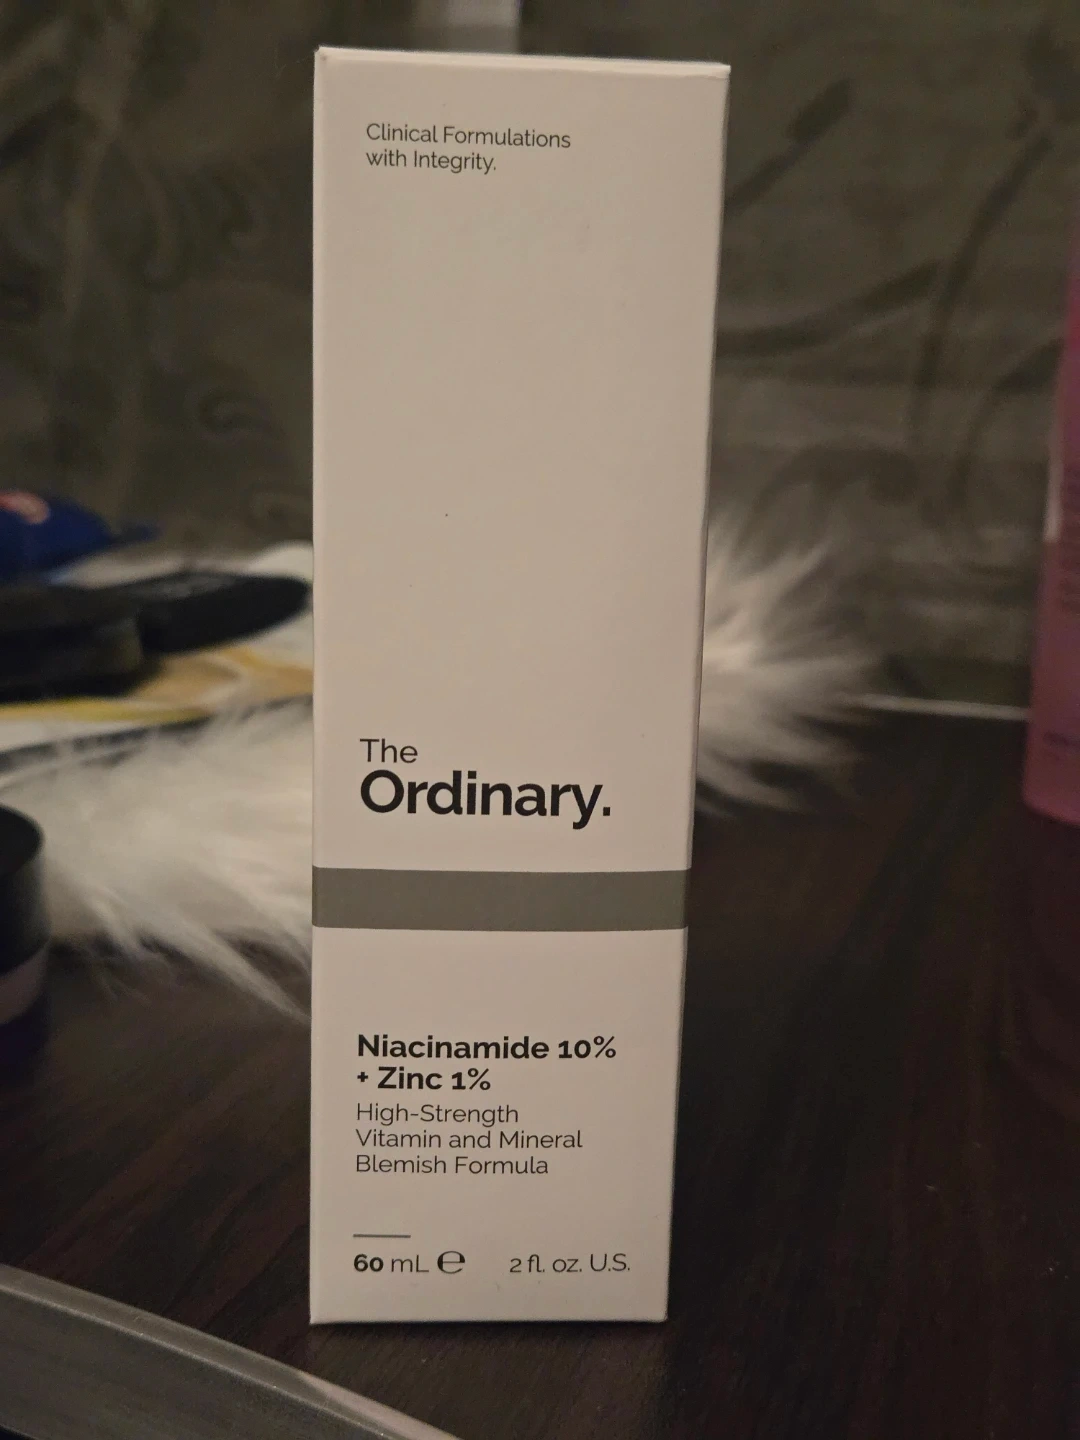 Clinical Formulations
with Integrity.
The
Ordinary.
Niacinamide 10%
+ Zinc 1%
High-Strength
Vitamin and Mineral
Blemish Formula
60 mL ℮ 2 fl. oz. U.S.